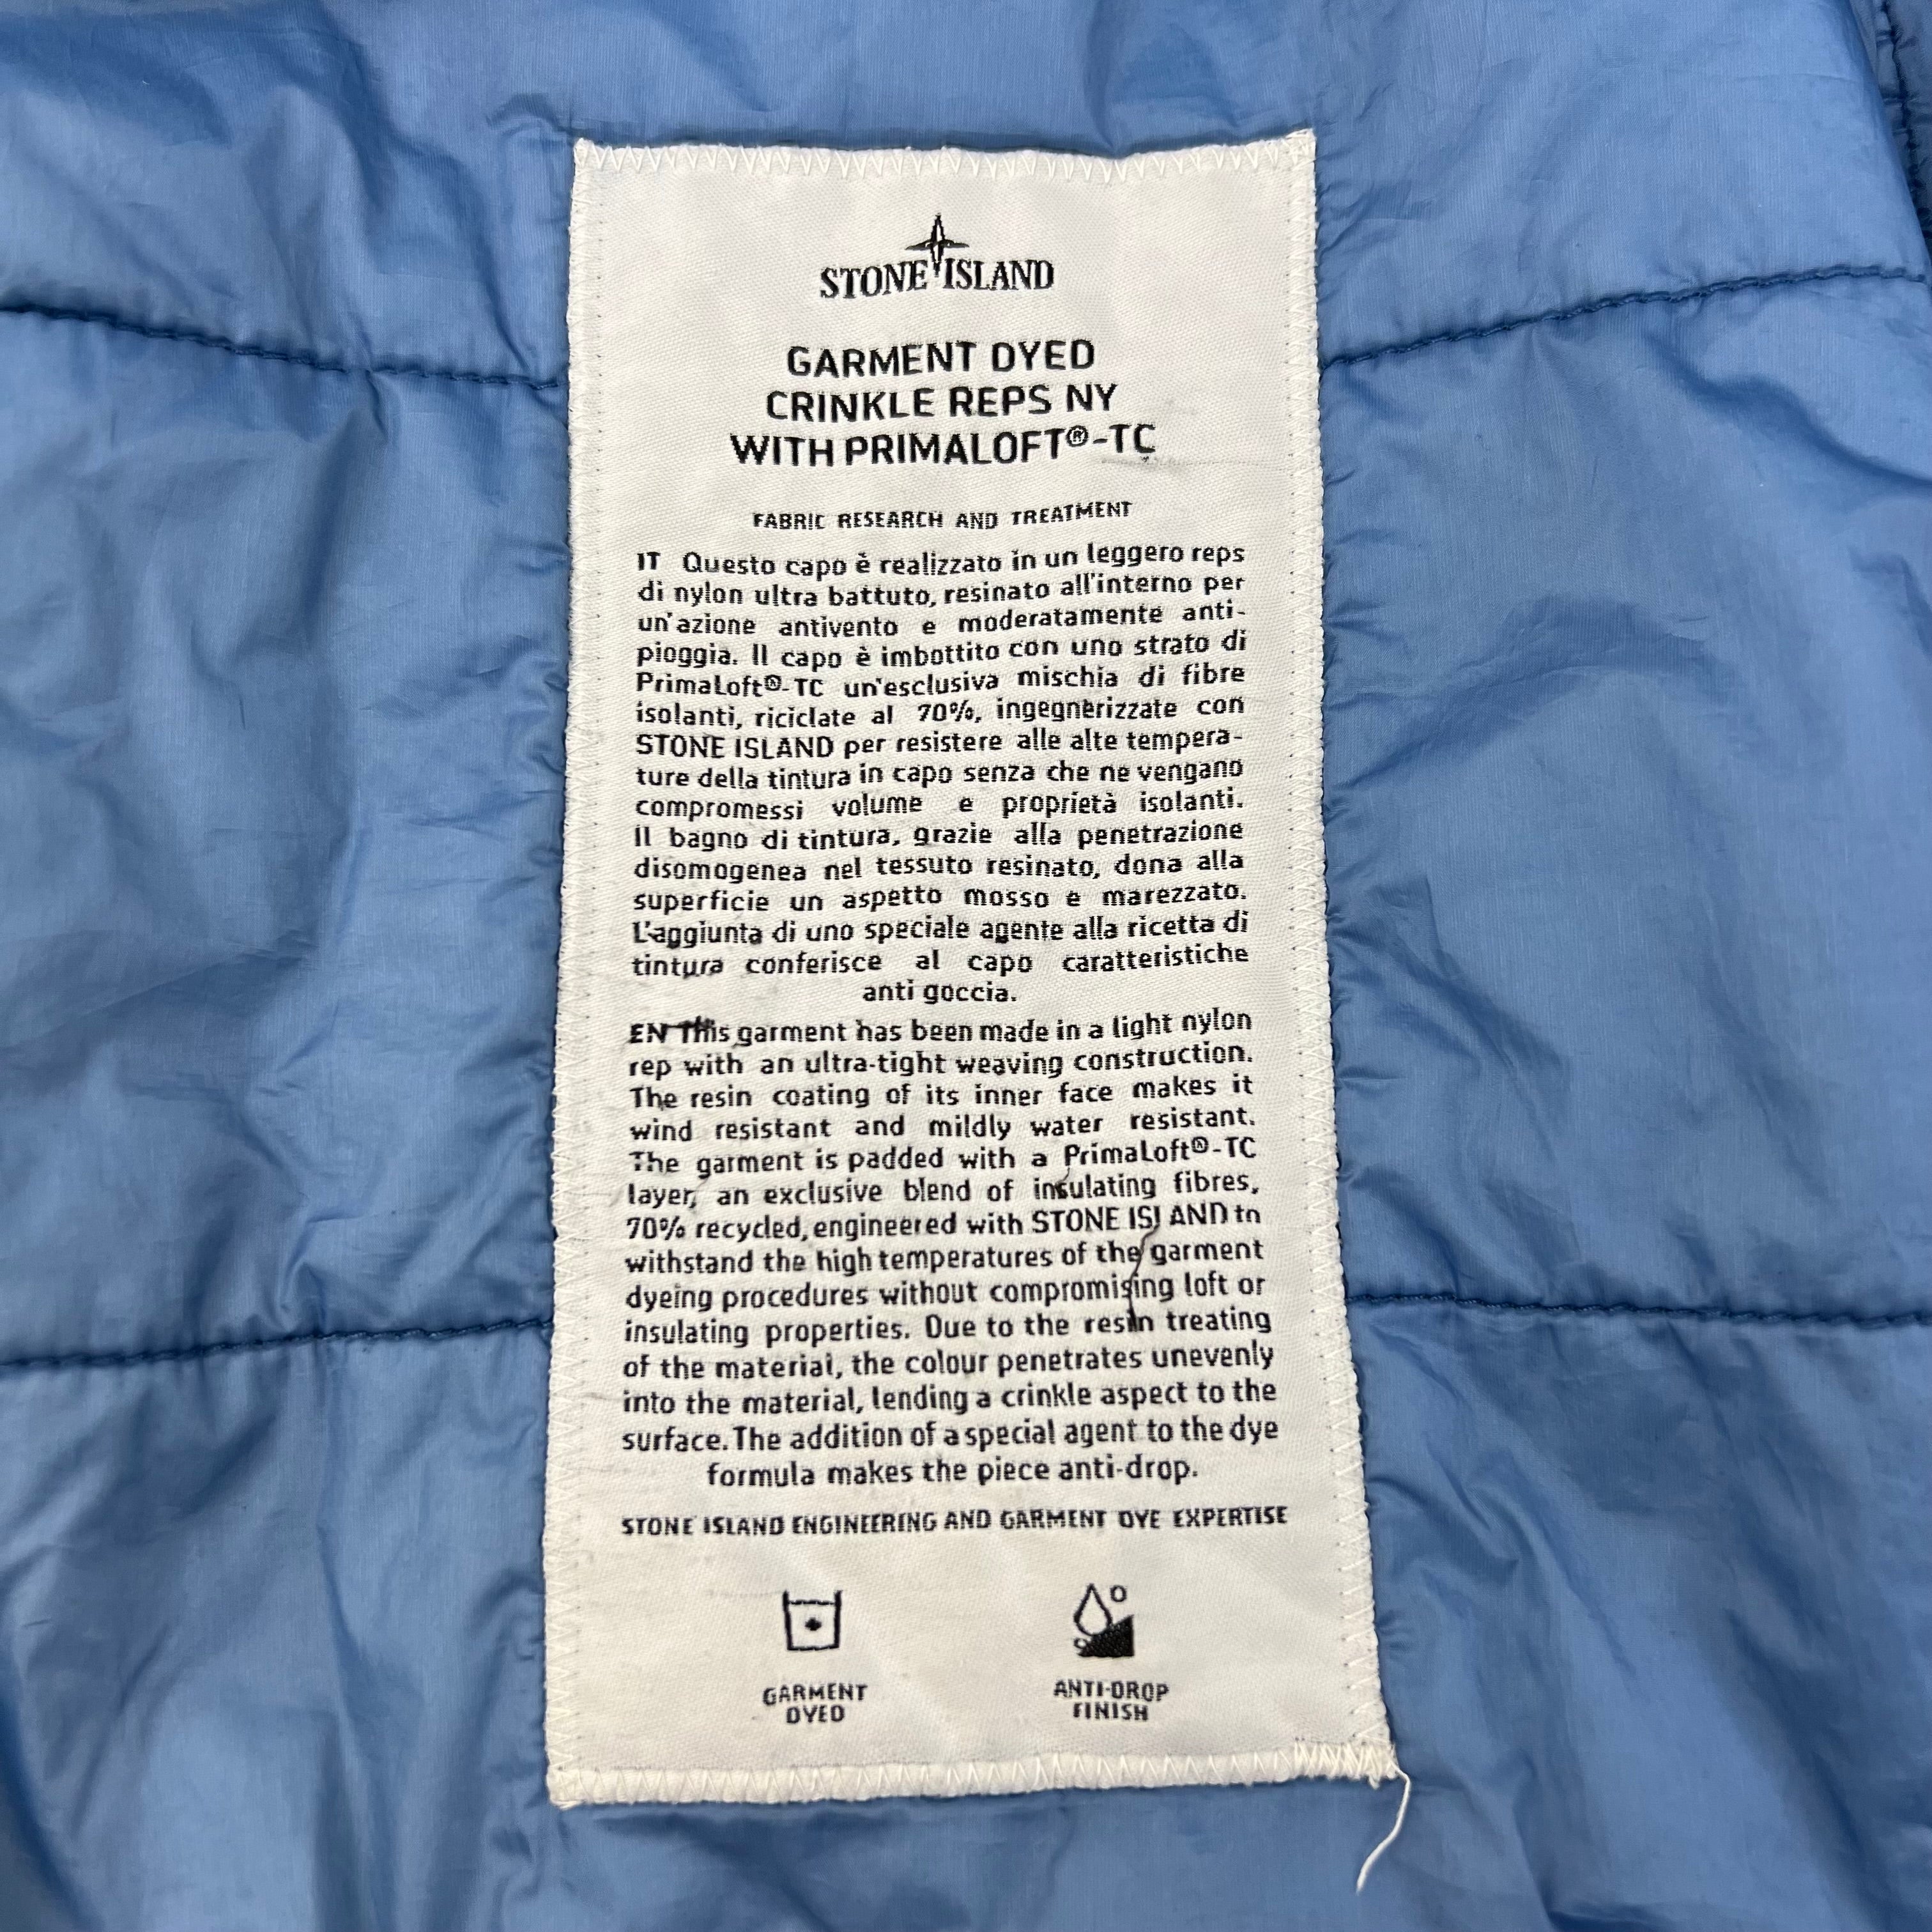 STONE ISLAND
GARMENT DYED
CRINKLE REPS NY
WITH PRIMALOFT®-TC
FABRIC RESEARCH AND TREATMENT
IT Questo capo è realizzato in un leggero reps
di nylon ultra battuto, resinato all'interno per
un'azione antivento e moderatamente anti-
pioggia. Il capo è imbottito con uno strato di
PrimaLoft®-TC un'esclusiva mischia di fibre
isolanti, riciclate al 70%, ingegnerizzate con
STONE ISLAND per resistere alle alte tempera-
ture della tintura in capo senza che ne vengano
compromessi volume e proprietà isolanti.
Il bagno di tintura, grazie alla penetrazione
disomogenea nel tessuto resinato, dona alla
superficie un aspetto mosso e marezzato.
L'aggiunta di uno speciale agente alla ricetta di
tintura conferisce al capo caratteristiche
anti goccia.
EN This garment has been made in a light nylon
rep with an ultra-tight weaving construction.
The resin coating of its inner face makes it
wind resistant and mildly water resistant.
The garment is padded with a PrimaLoft®-TC
layer, an exclusive blend of insulating fibres,
70% recycled, engineered with STONE ISLAND to
withstand the high temperatures of the garment
dyeing procedures without compromising loft or
insulating properties. Due to the resin treating
of the material, the colour penetrates unevenly
into the material, lending a crinkle aspect to the
surface. The addition of a special agent to the dye
formula makes the piece anti-drop.
STONE ISLAND ENGINEERING AND GARMENT DYE EXPERTISE
GARMENT
DYED
ANTI-DROP
FINISH